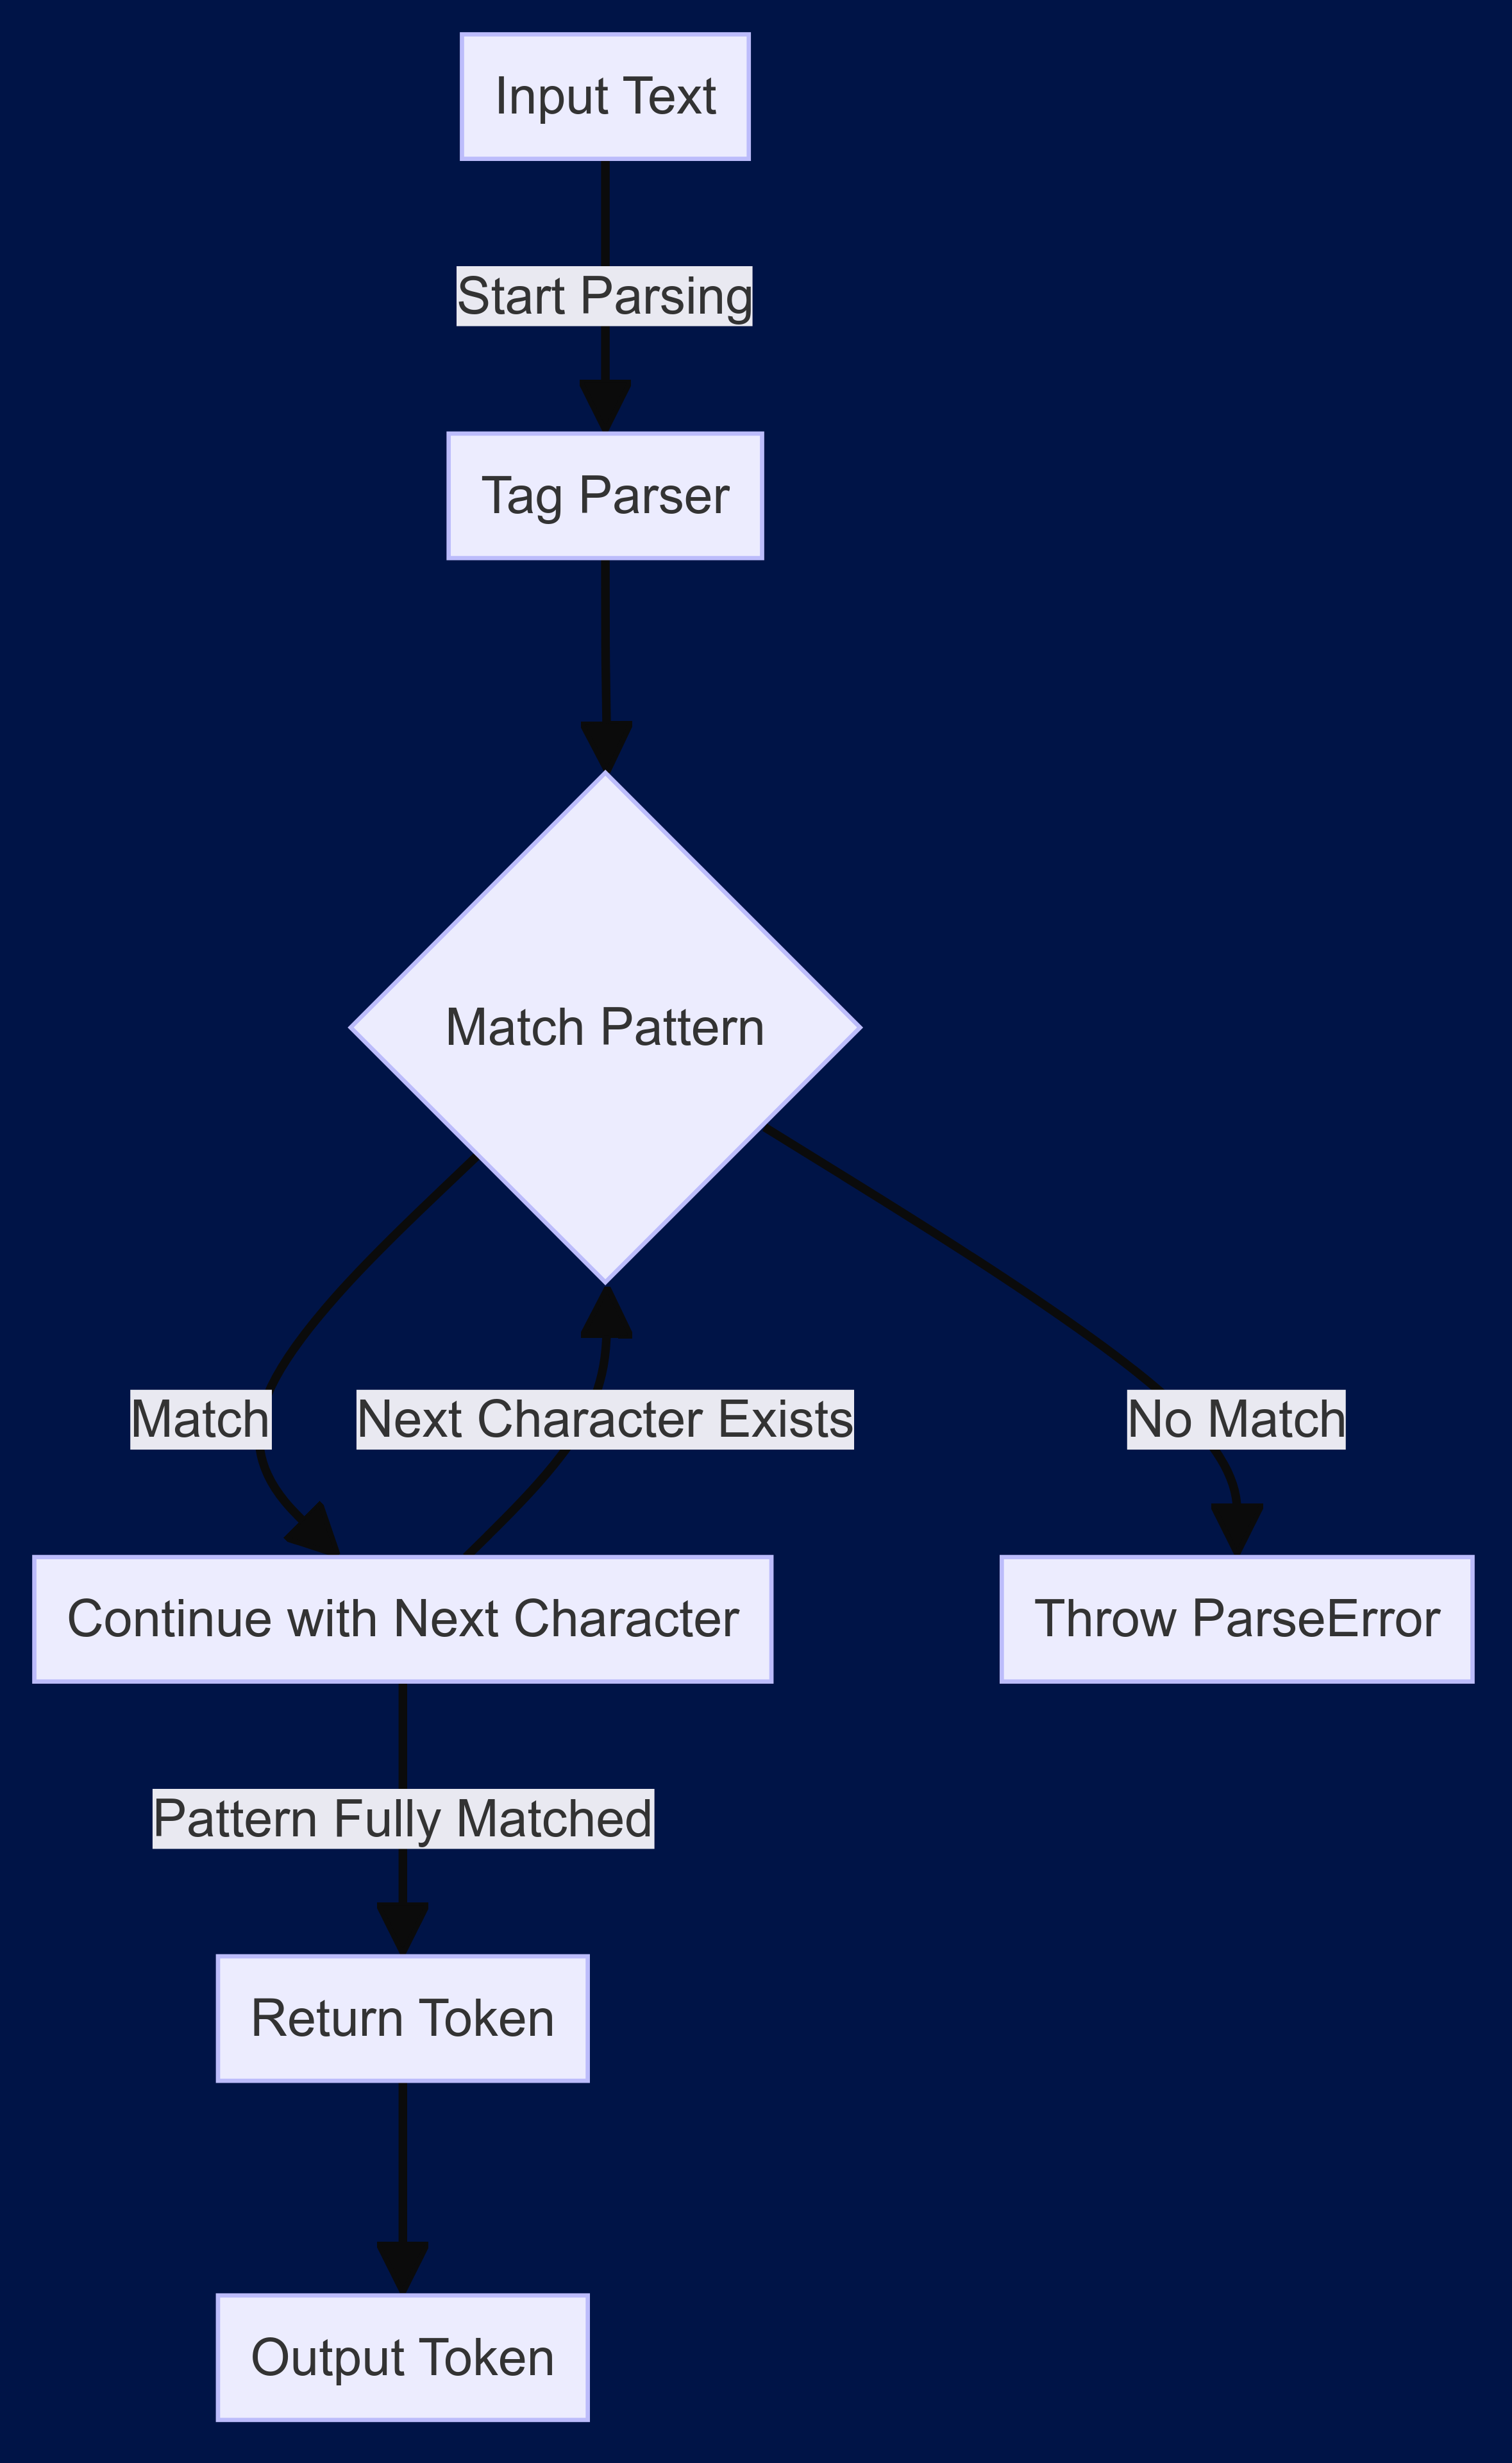 Input Text
Start Parsing
Tag Parser
Match Pattern
Match
Next Character Exists
No Match
Continue with Next Character
Throw ParseError
Pattern Fully Matched
Return Token
Output Token